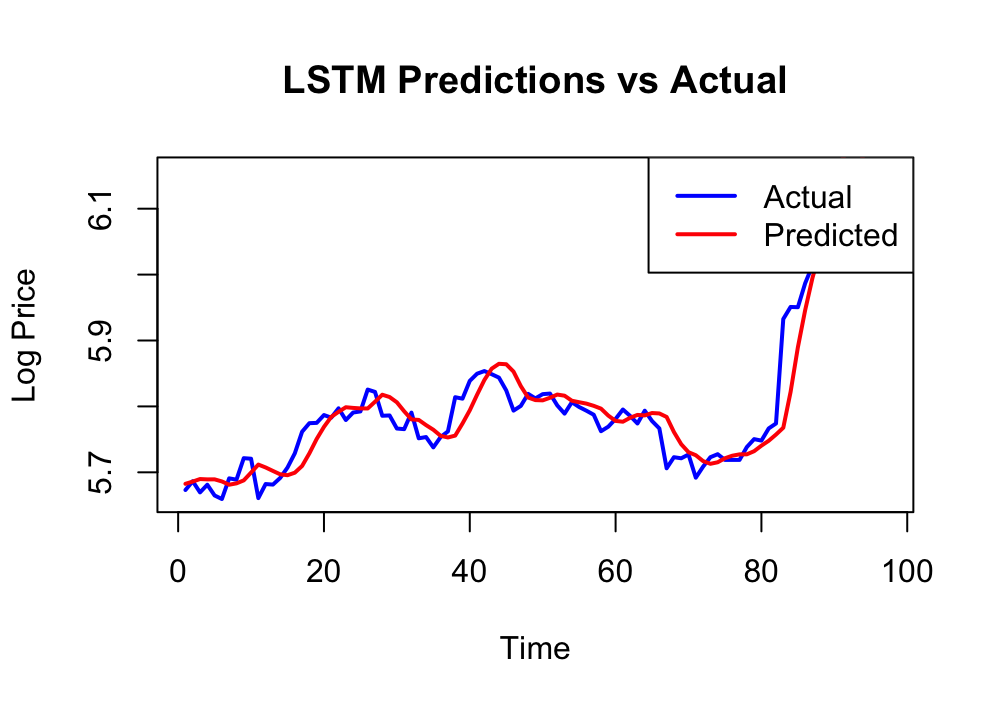 LSTM Predictions vs Actual
Actual
Predicted
6.1
5.9
5.7
Log Price
0 20 40 60 80 100
Time